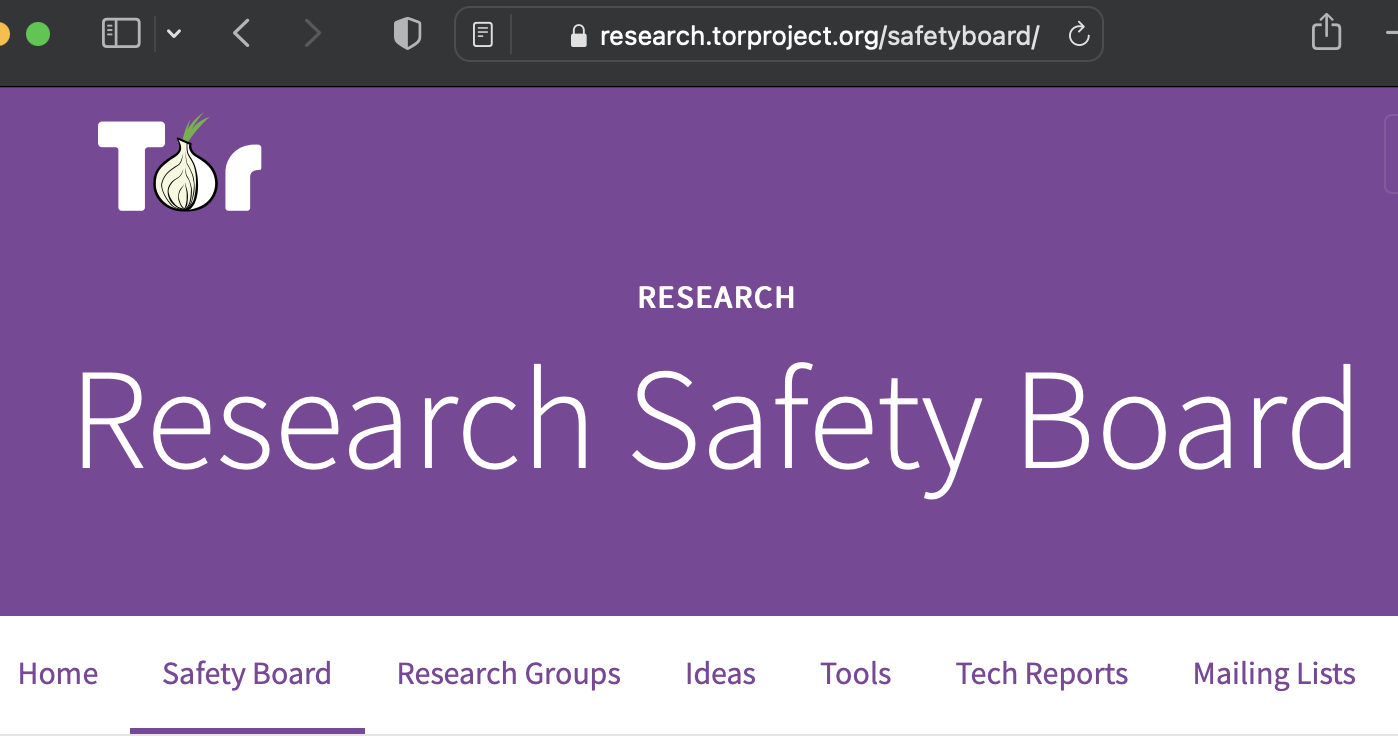 research.torproject.org/safetyboard/
Tor
RESEARCH
Research Safety Board
Home Safety Board Research Groups Ideas Tools Tech Reports Mailing Lists